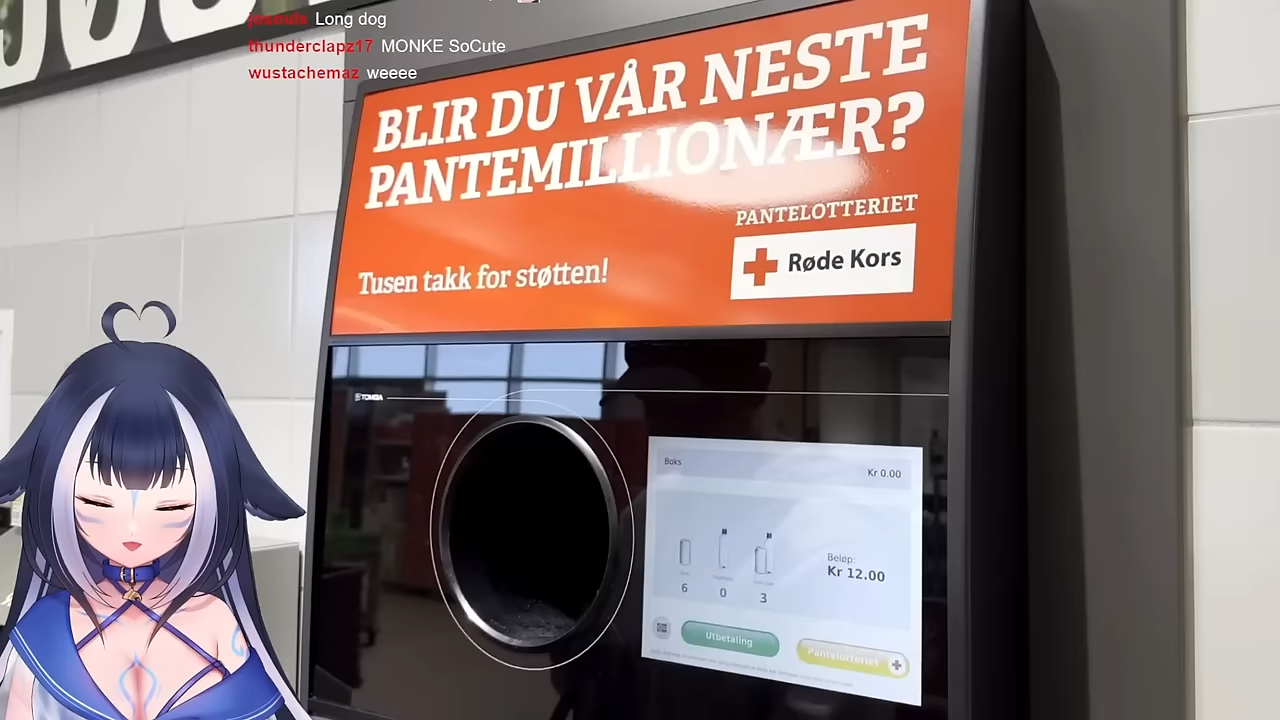 josouls Long dog
thunderclapz17 MONKE SoCute
wustachemaz weeee
BLIR DU VÅR NESTE
PANTEMILLIONÆR?
PANTELOTTERIET
Røde Kors
Tusen takk for støtten!
TOMRA
Boks
Kr 0.00
Beløp:
Kr 12.00
6
0
3
Utbetaling
Pantelotteriet